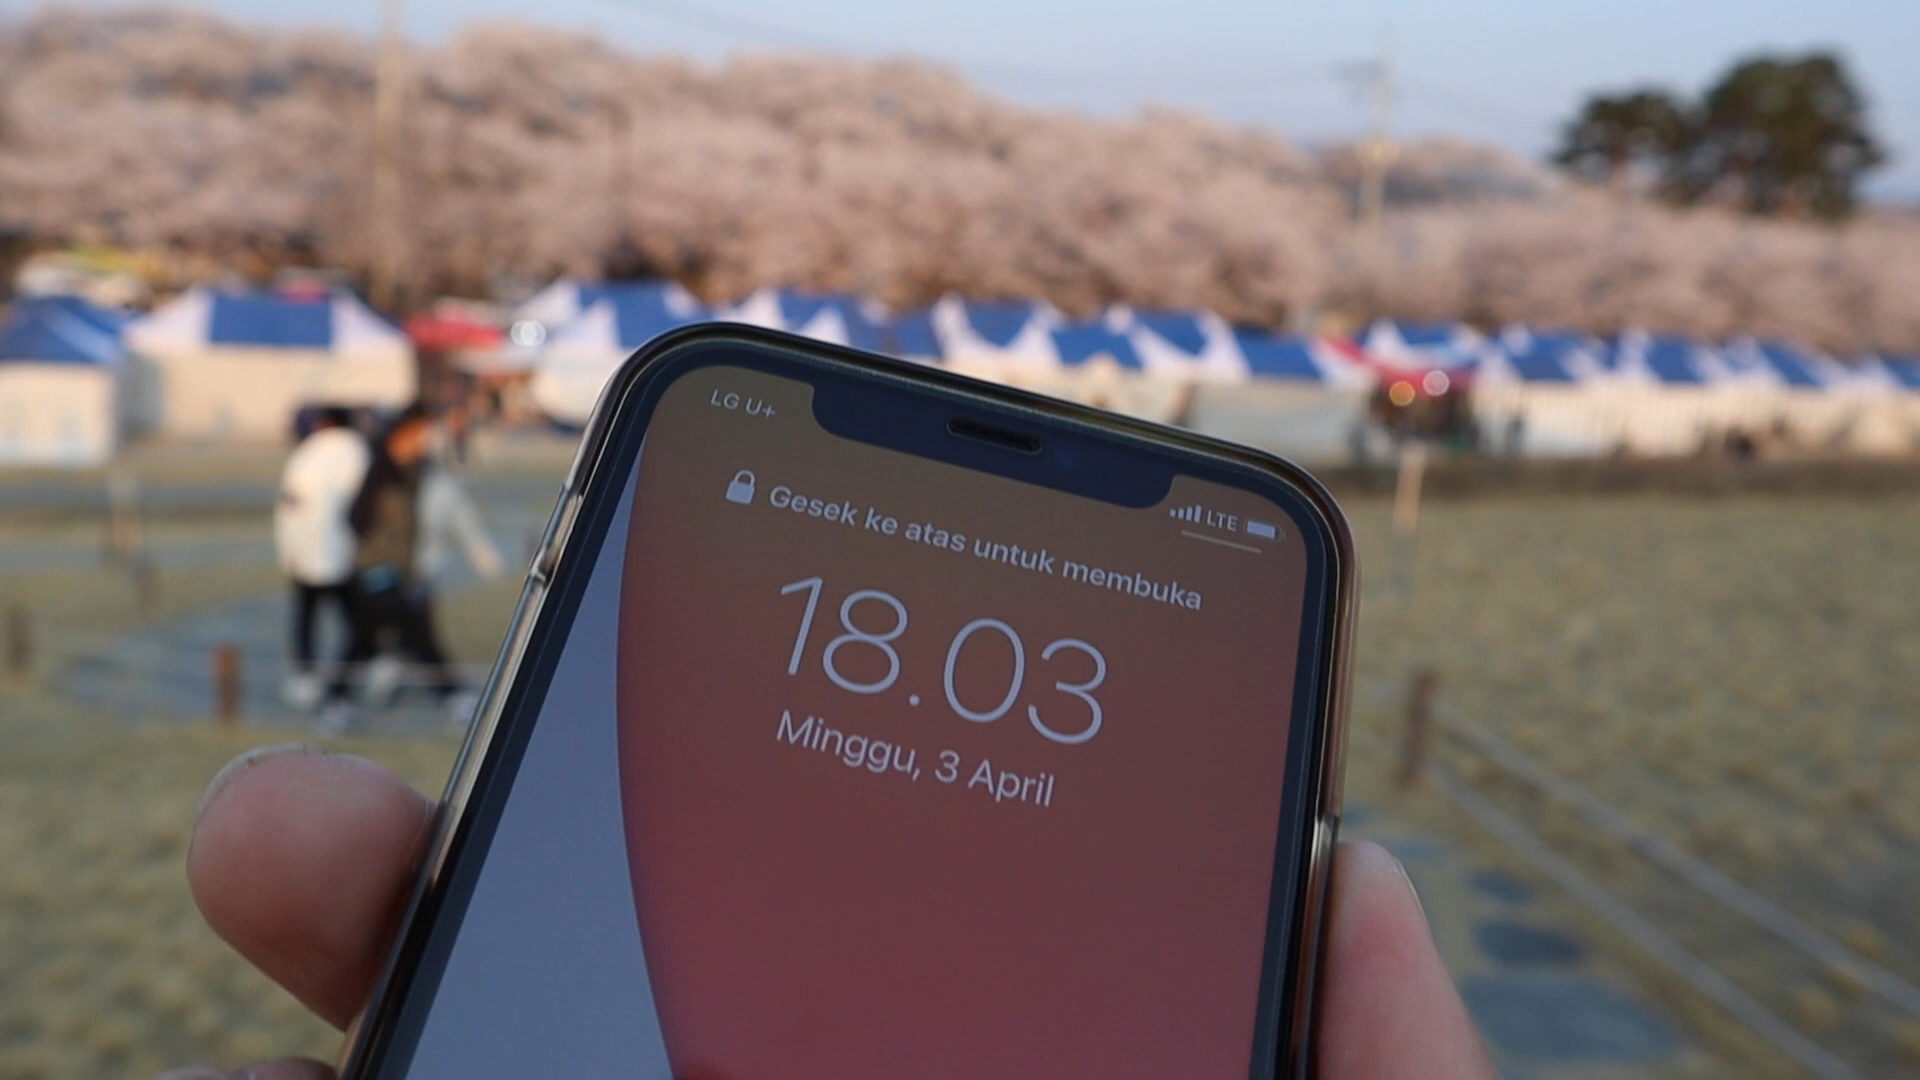 LG U+
LTE
Gesek ke atas untuk membuka
18.03
Minggu, 3 April